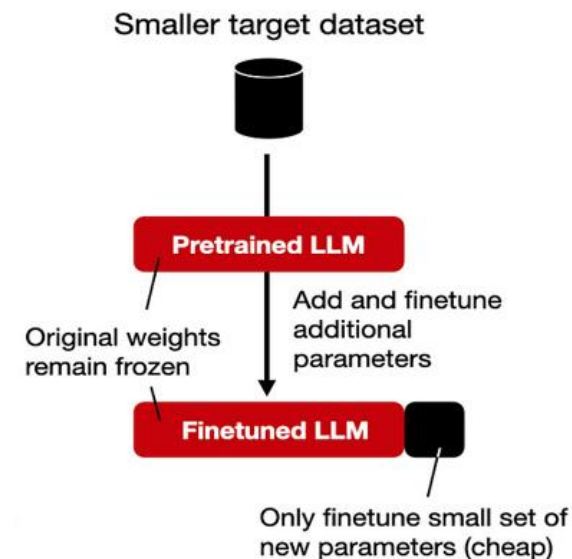 Smaller target dataset
Pretrained LLM
Add and finetune
additional
parameters
Original weights
remain frozen
Finetuned LLM
Only finetune small set of
new parameters (cheap)